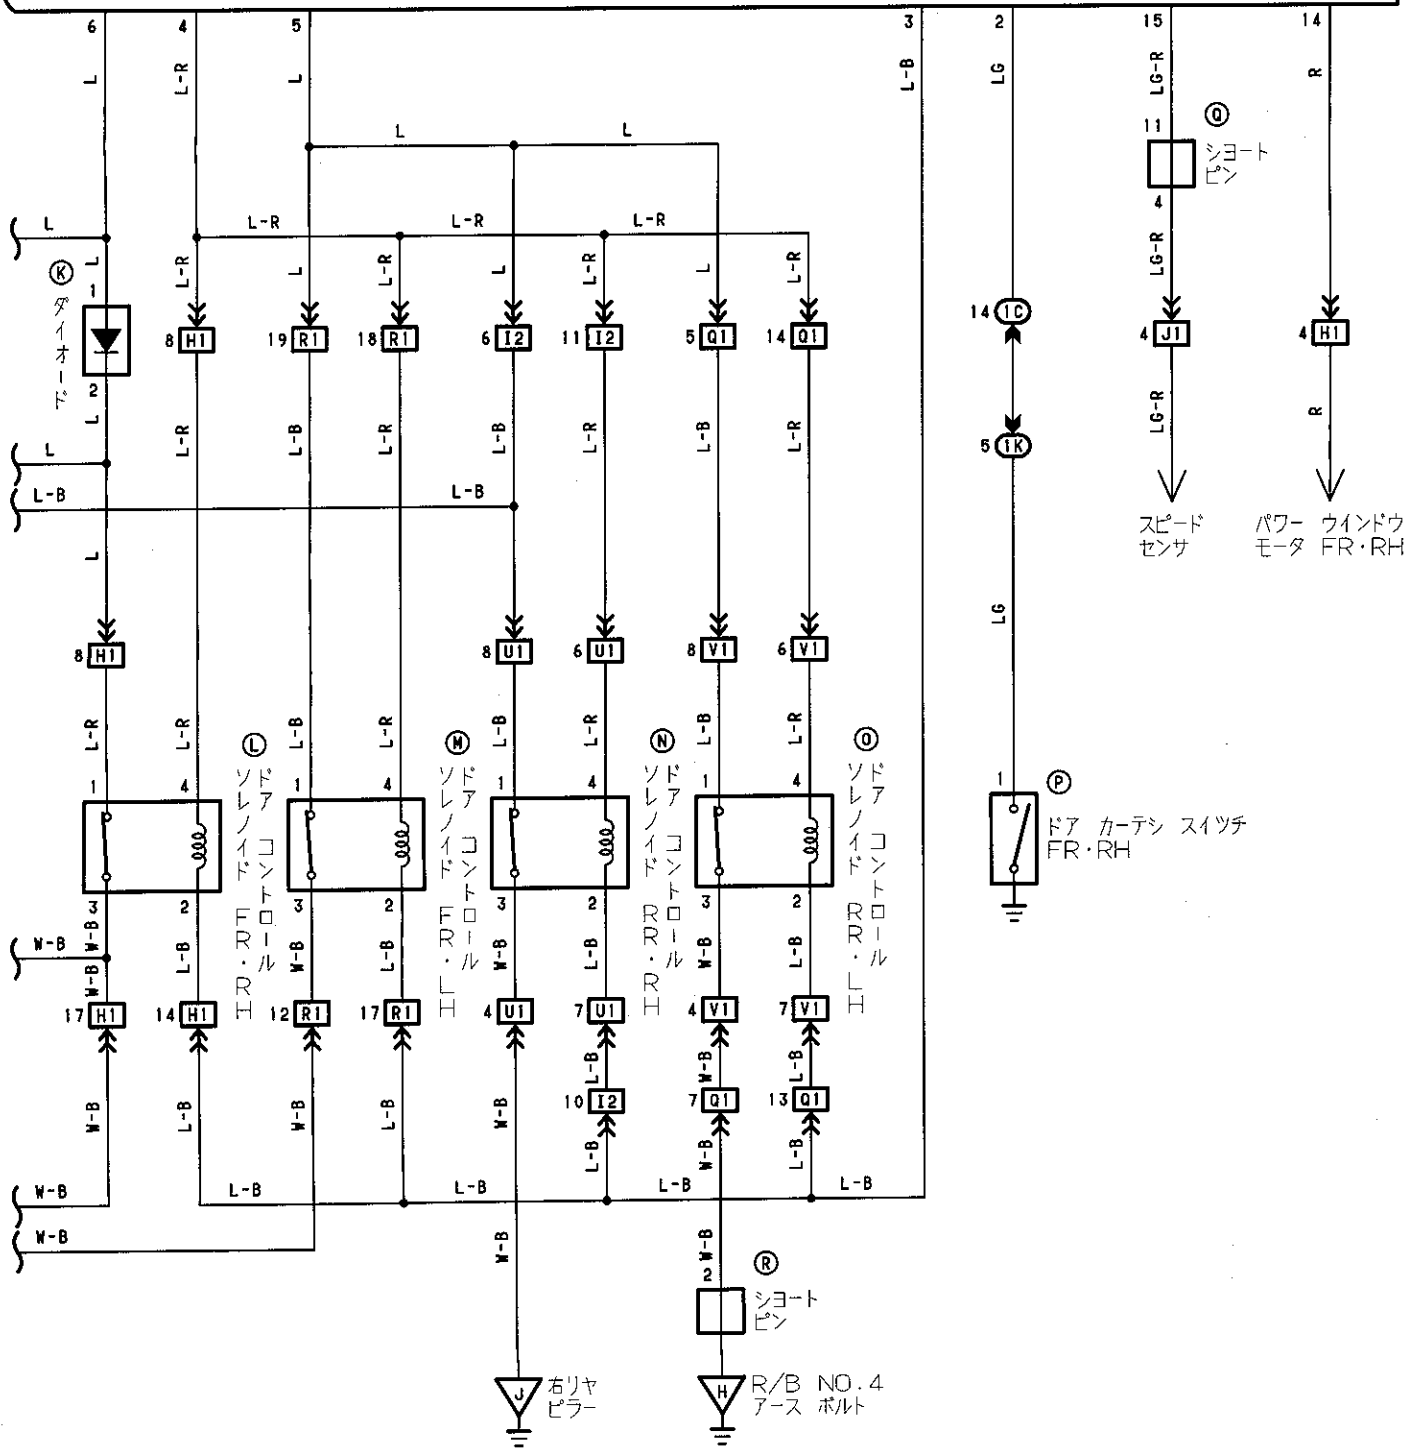 6 4 5 3 2 15 14
L L-R L L-B LG LG-R R
L L 11 Ⓠ
シヨート
ピン
4
L L-R L-R L-R
LG-R
Ⓚ L L-R L L-R L L-R L L-R
1
ダイオード
2
8 H1 19 R1 18 R1 6 I2 11 I2 5 Q1 14 Q1 14 1C 4 J1 4 H1
L L-R L-B L-R L-B L-R L-B L-R LG-R R
L 5 1K
L-B L-B
スピード
センサ
パワー ウインドウ
モータ FR・RH
L
LG
8 H1 8 U1 6 U1 8 V1 6 V1
L-R L-R L-B L-R L-B L-R L-B L-R
Ⓛ
ドア コントロール
ソレノイド FR・RH
Ⓜ
ドア コントロール
ソレノイド FR・LH
Ⓝ
ドア コントロール
ソレノイド RR・RH
Ⓞ
ドア コントロール
ソレノイド RR・LH
1 4 1 4 1 4 1 4
1 Ⓟ
ドア カーテシ スイツチ
FR・RH
3 2 3 2 3 2 3 2
W-B W-B L-B W-B L-B W-B L-B W-B L-B
W-B
17 H1 14 H1 12 R1 17 R1 4 U1 7 U1 4 V1 7 V1
L-B W-B L-B
10 I2 7 Q1 13 Q1
W-B L-B W-B L-B W-B L-B W-B L-B
W-B L-B L-B L-B L-B
W-B
W-B W-B
2 Ⓡ
シヨート
ピン
J 右リヤ
ピラー
H R/B NO.4
アース ボルト